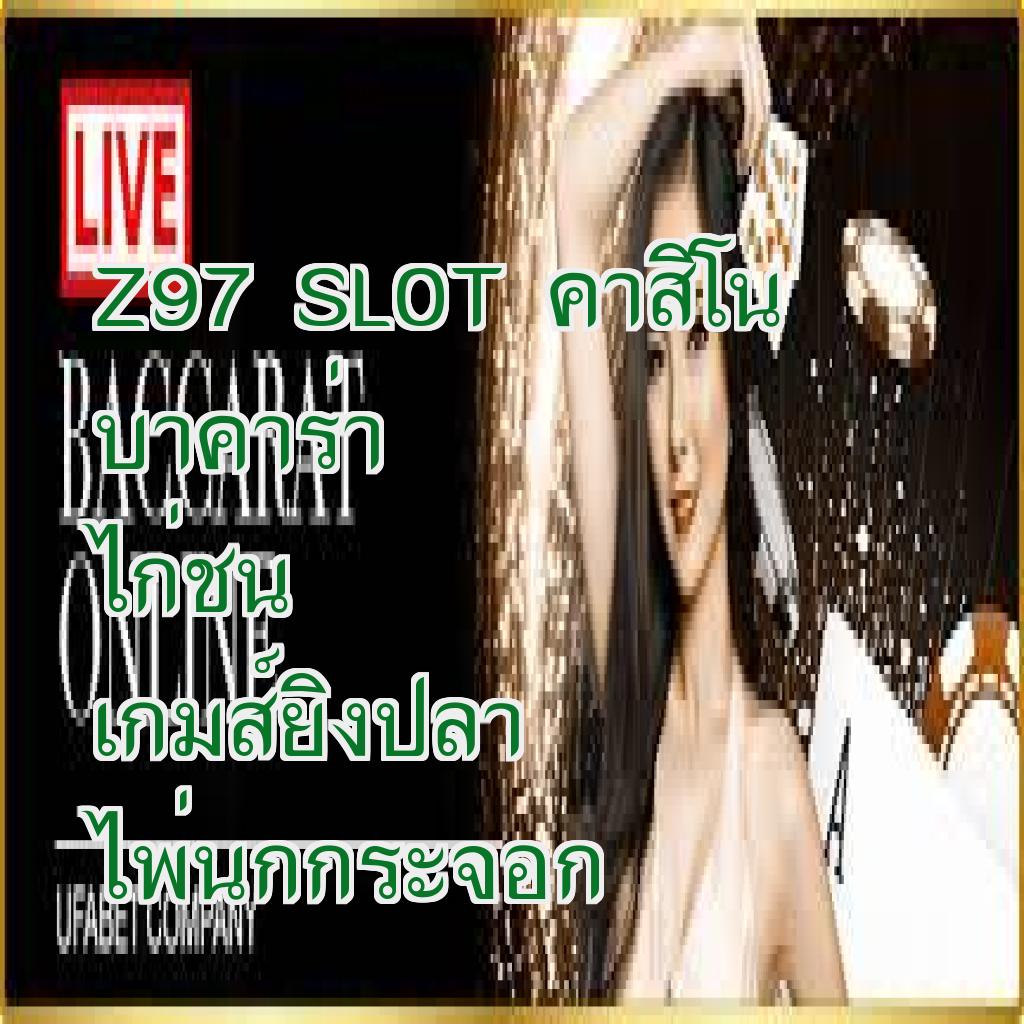 LIVE
Z97 SLOT คาสิโน
BACCARAT
บาคาร่า
ไก่ชน
ONLINE
เกมส์ยิงปลา
ไพ่นกกระจอก
UFABET COMPANY
A